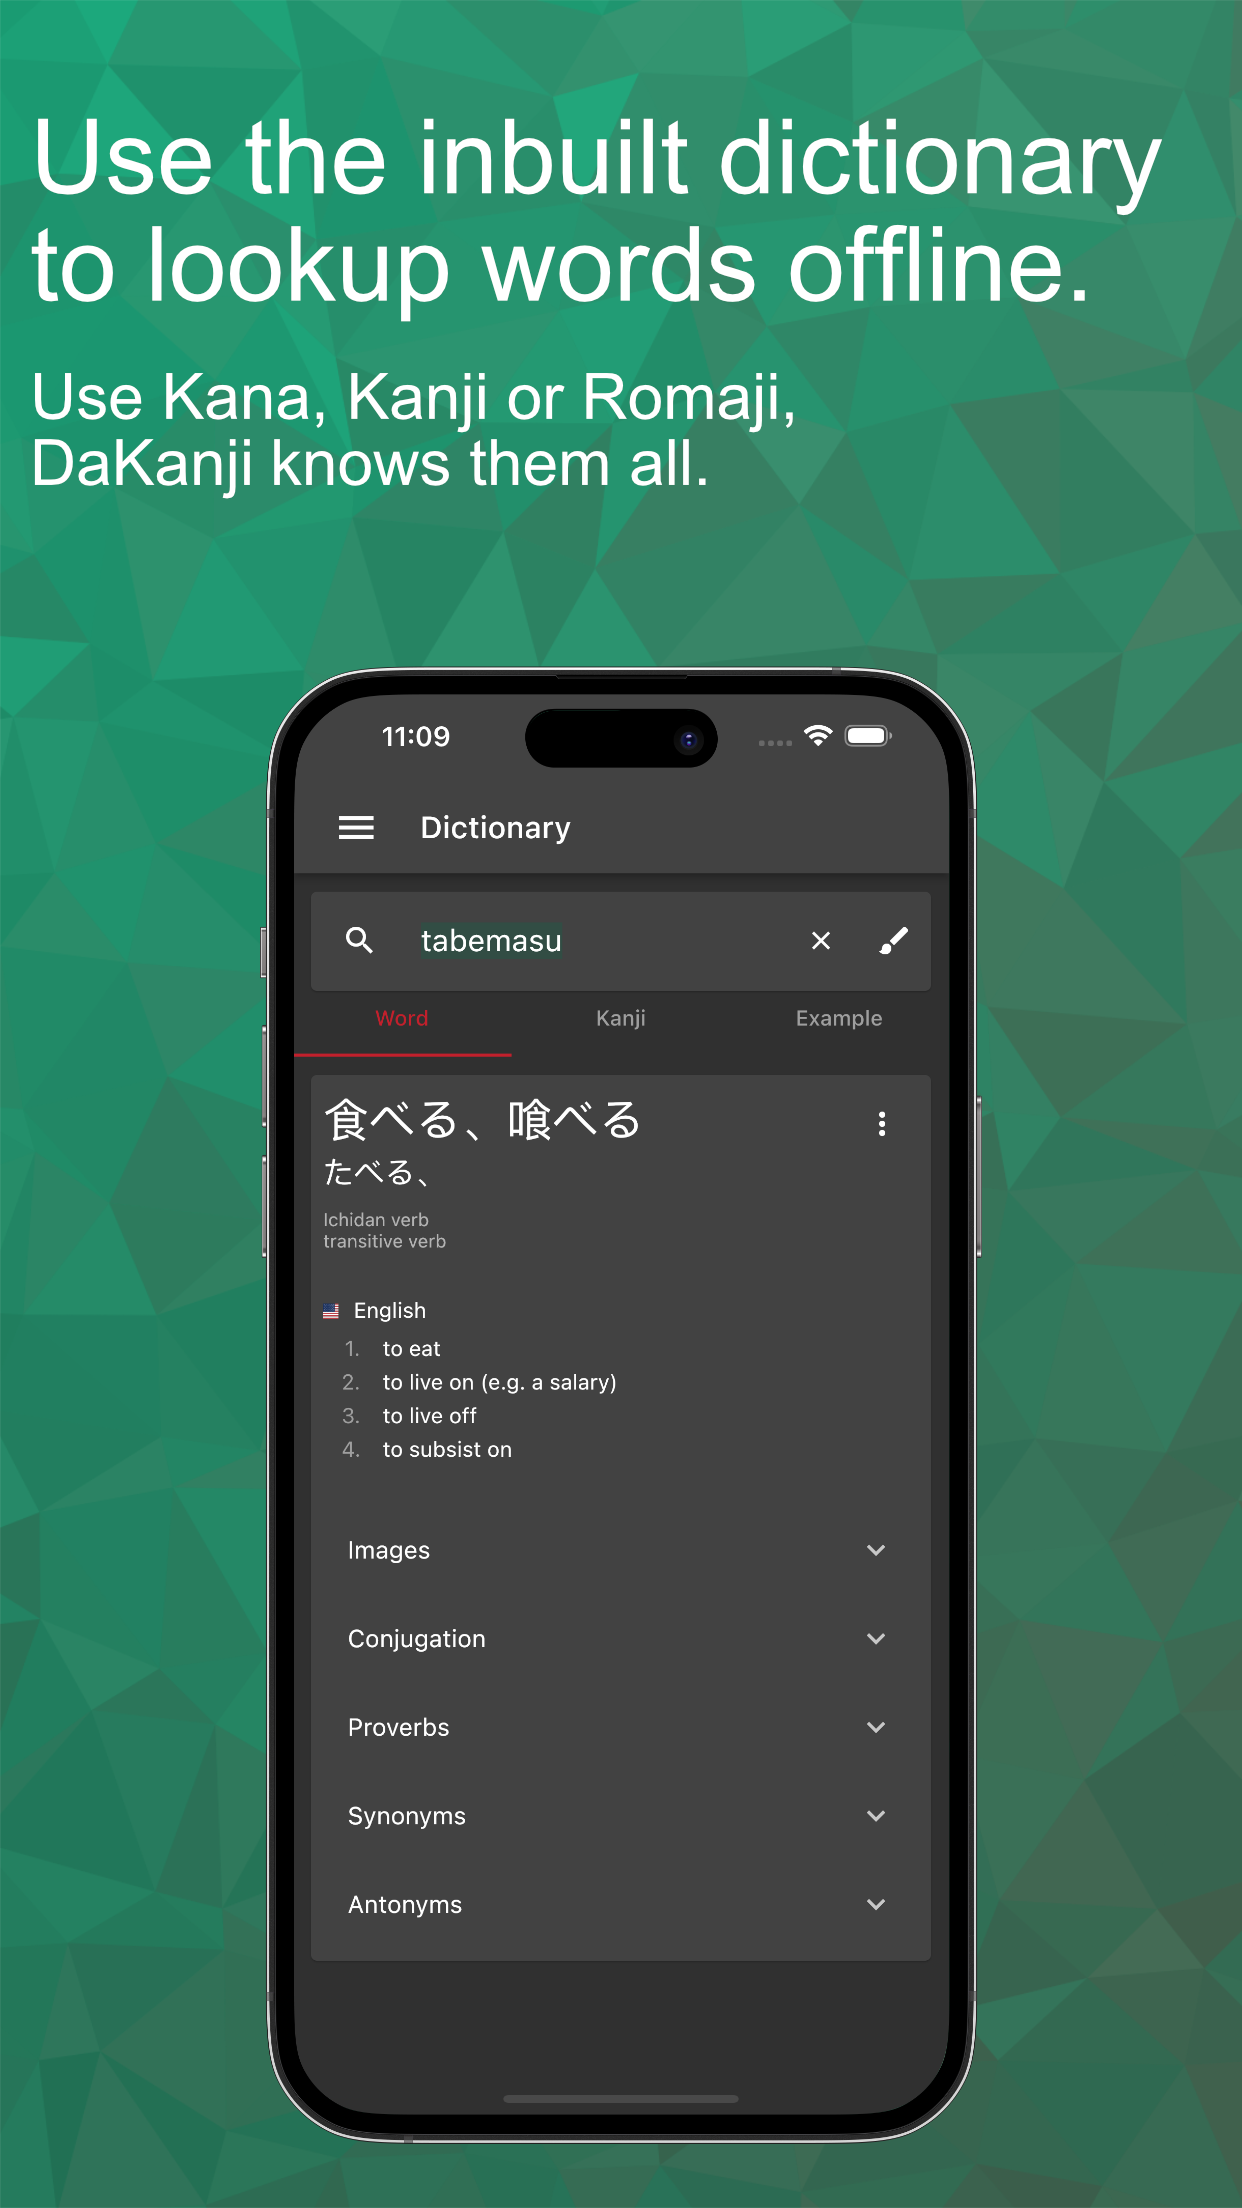 Use the inbuilt dictionary
to lookup words offline.
Use Kana, Kanji or Romaji,
DaKanji knows them all.
11:09
Dictionary
tabemasu
Word Kanji Example
食べる、喰べる
たべる、
Ichidan verb
transitive verb
English
1. to eat
2. to live on (e.g. a salary)
3. to live off
4. to subsist on
Images
Conjugation
Proverbs
Synonyms
Antonyms